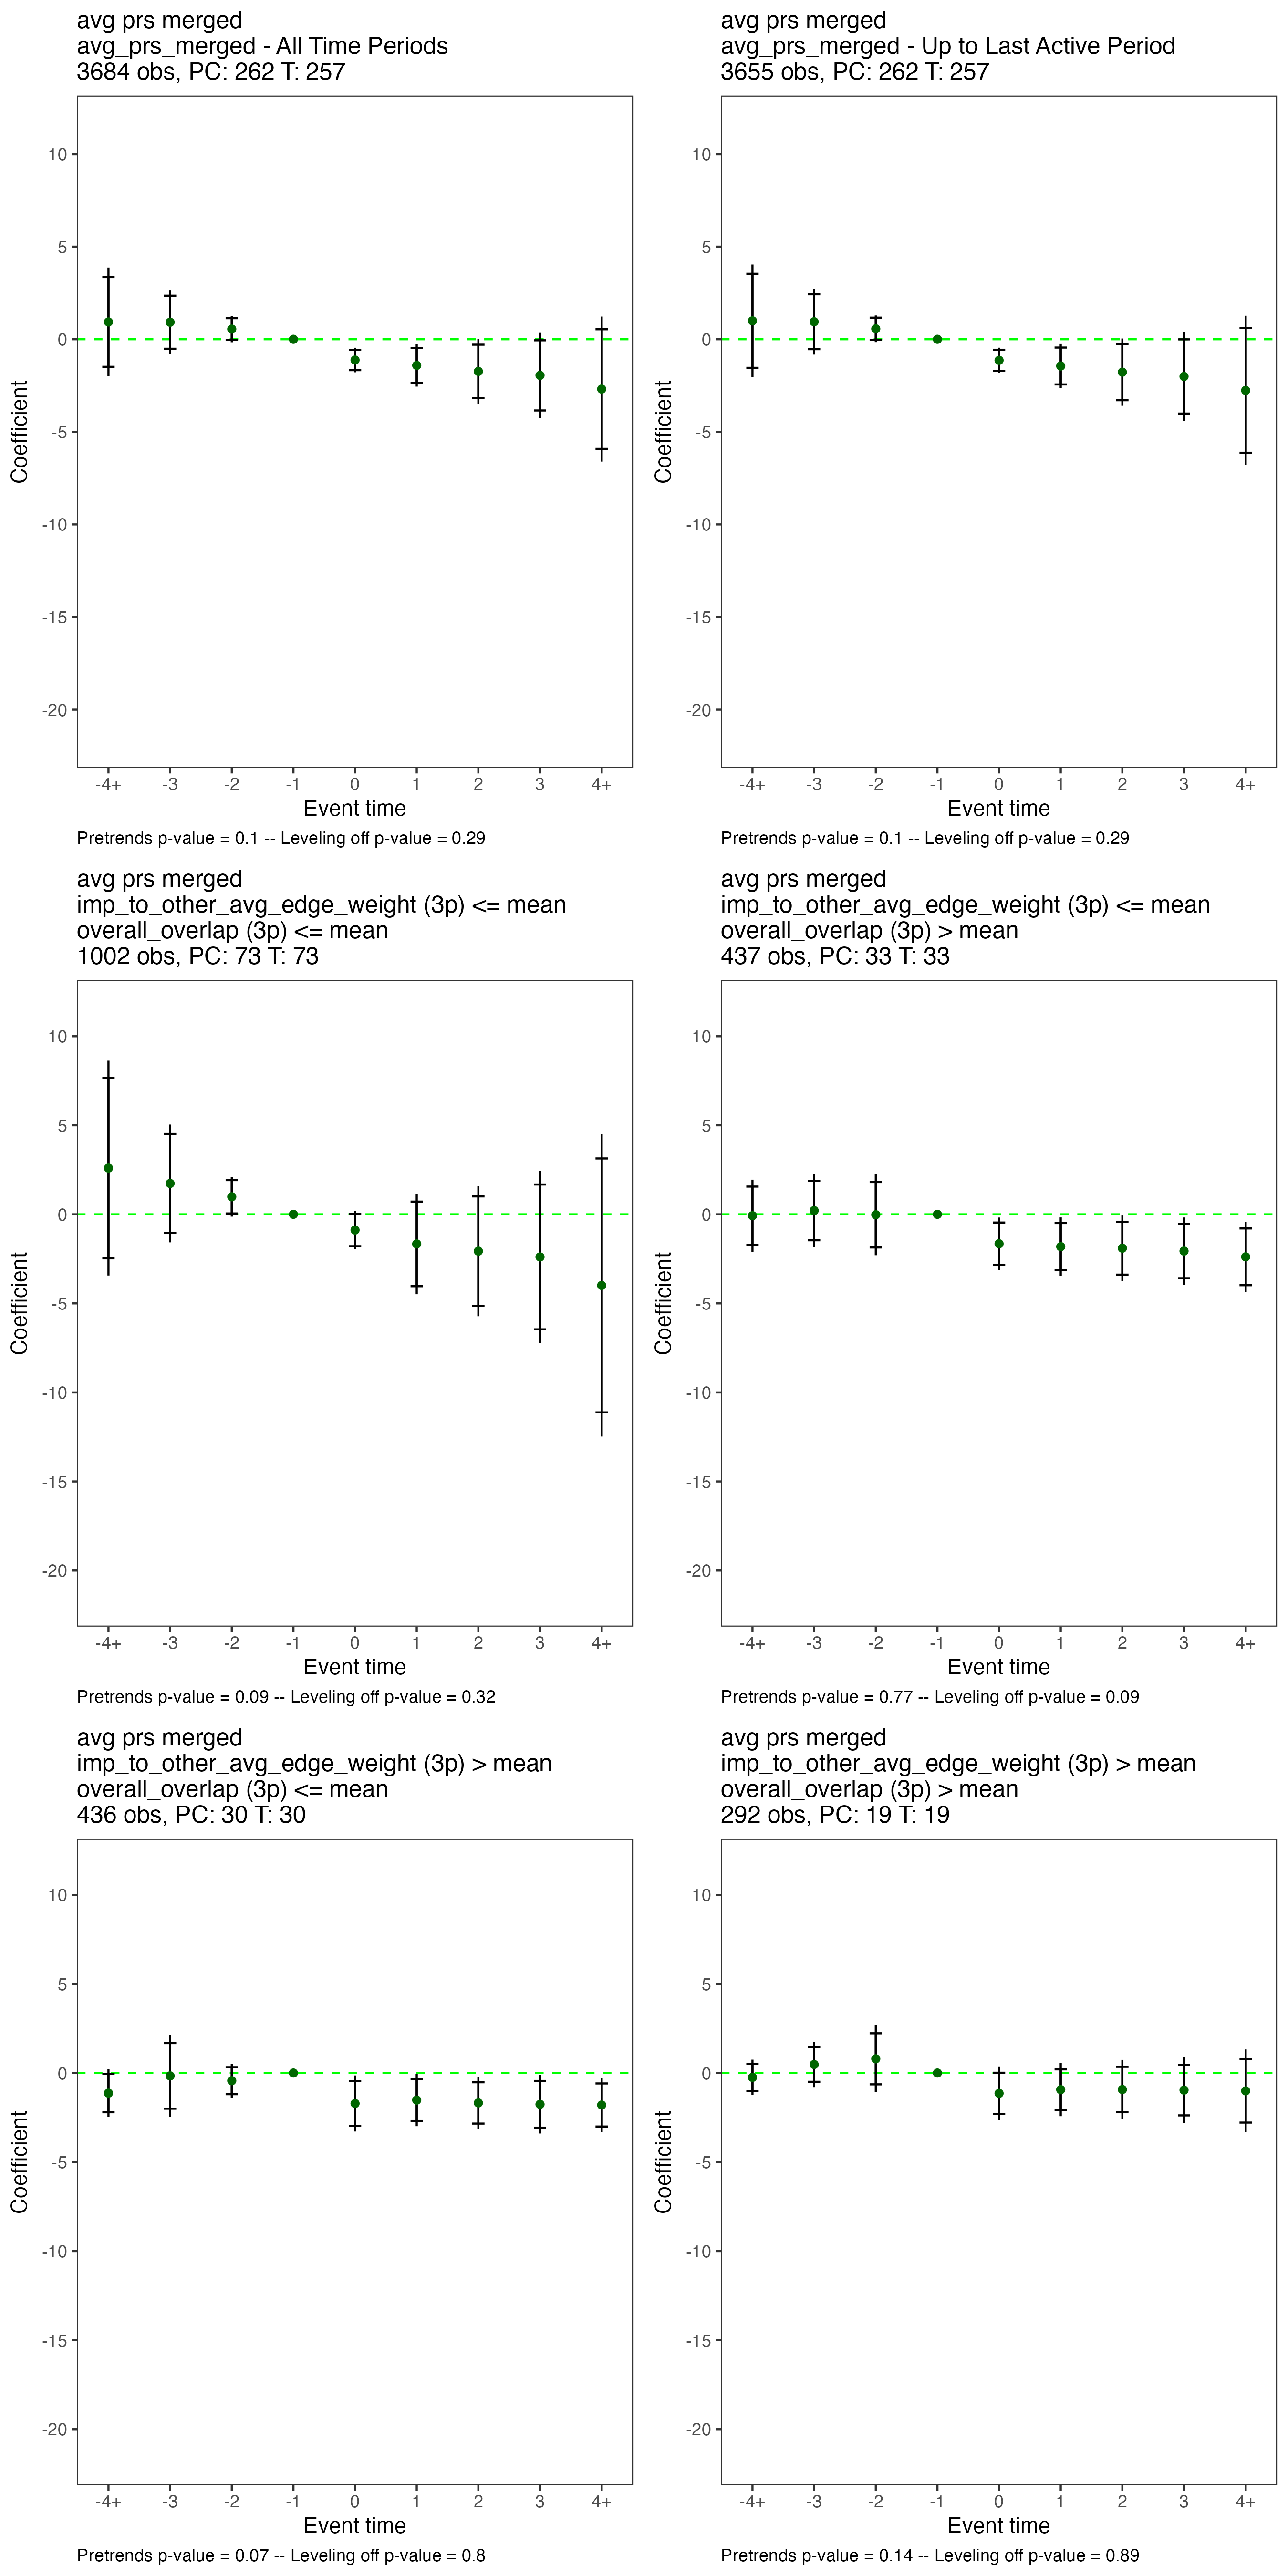 avg prs merged
avg_prs_merged - All Time Periods
3684 obs, PC: 262 T: 257
10
5
0
-5
-10
-15
-20
Coefficient
-4+ -3 -2 -1 0 1 2 3 4+
Event time
Pretrends p-value = 0.1 -- Leveling off p-value = 0.29
avg prs merged
avg_prs_merged - Up to Last Active Period
3655 obs, PC: 262 T: 257
10
5
0
-5
-10
-15
-20
Coefficient
-4+ -3 -2 -1 0 1 2 3 4+
Event time
Pretrends p-value = 0.1 -- Leveling off p-value = 0.29
avg prs merged
imp_to_other_avg_edge_weight (3p) <= mean
overall_overlap (3p) <= mean
1002 obs, PC: 73 T: 73
10
5
0
-5
-10
-15
-20
Coefficient
-4+ -3 -2 -1 0 1 2 3 4+
Event time
Pretrends p-value = 0.09 -- Leveling off p-value = 0.32
avg prs merged
imp_to_other_avg_edge_weight (3p) <= mean
overall_overlap (3p) > mean
437 obs, PC: 33 T: 33
10
5
0
-5
-10
-15
-20
Coefficient
-4+ -3 -2 -1 0 1 2 3 4+
Event time
Pretrends p-value = 0.77 -- Leveling off p-value = 0.09
avg prs merged
imp_to_other_avg_edge_weight (3p) > mean
overall_overlap (3p) <= mean
436 obs, PC: 30 T: 30
10
5
0
-5
-10
-15
-20
Coefficient
-4+ -3 -2 -1 0 1 2 3 4+
Event time
Pretrends p-value = 0.07 -- Leveling off p-value = 0.8
avg prs merged
imp_to_other_avg_edge_weight (3p) > mean
overall_overlap (3p) > mean
292 obs, PC: 19 T: 19
10
5
0
-5
-10
-15
-20
Coefficient
-4+ -3 -2 -1 0 1 2 3 4+
Event time
Pretrends p-value = 0.14 -- Leveling off p-value = 0.89